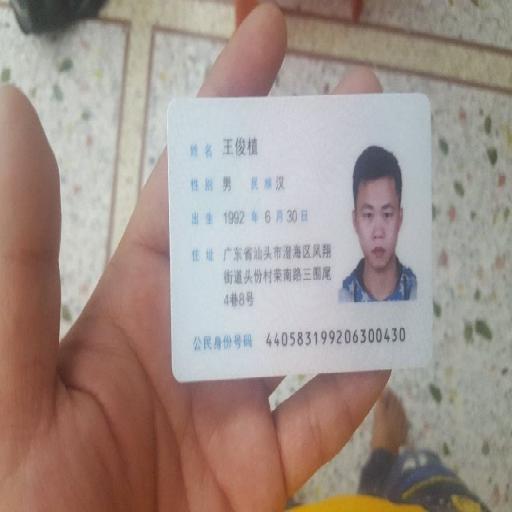 姓名 王俊植
性别 男 民族 汉
出生 1992 年 6 月 30 日
住址 广东省汕头市澄海区凤翔
街道头份村荣南路三围尾
4巷8号
公民身份号码 440583199206300430